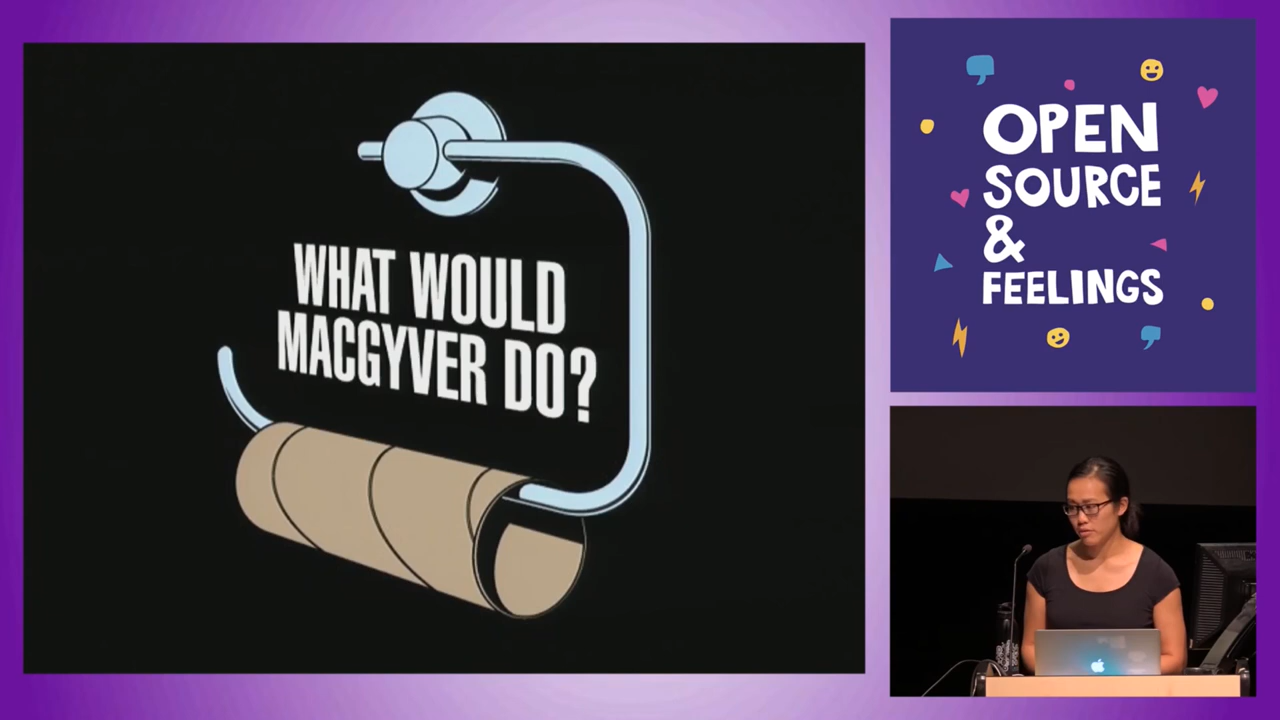 WHAT WOULD
MACGYVER DO?
OPEN
SOURCE
&
FEELINGS